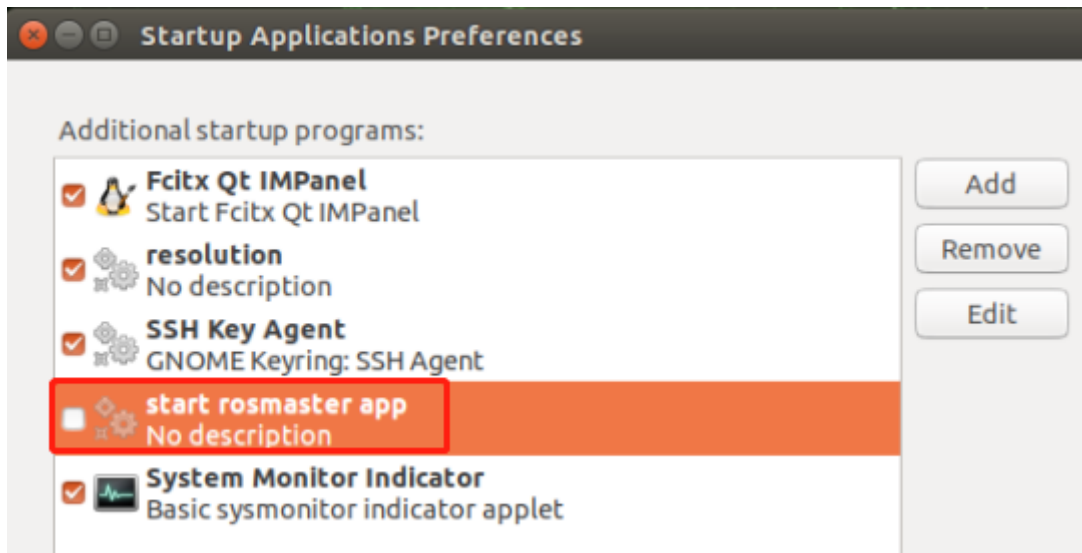 Startup Applications Preferences
Additional startup programs:
Fcitx Qt IMPanel
Start Fcitx Qt IMPanel
resolution
No description
SSH Key Agent
GNOME Keyring: SSH Agent
start rosmaster app
No description
System Monitor Indicator
Basic sysmonitor indicator applet
Add
Remove
Edit